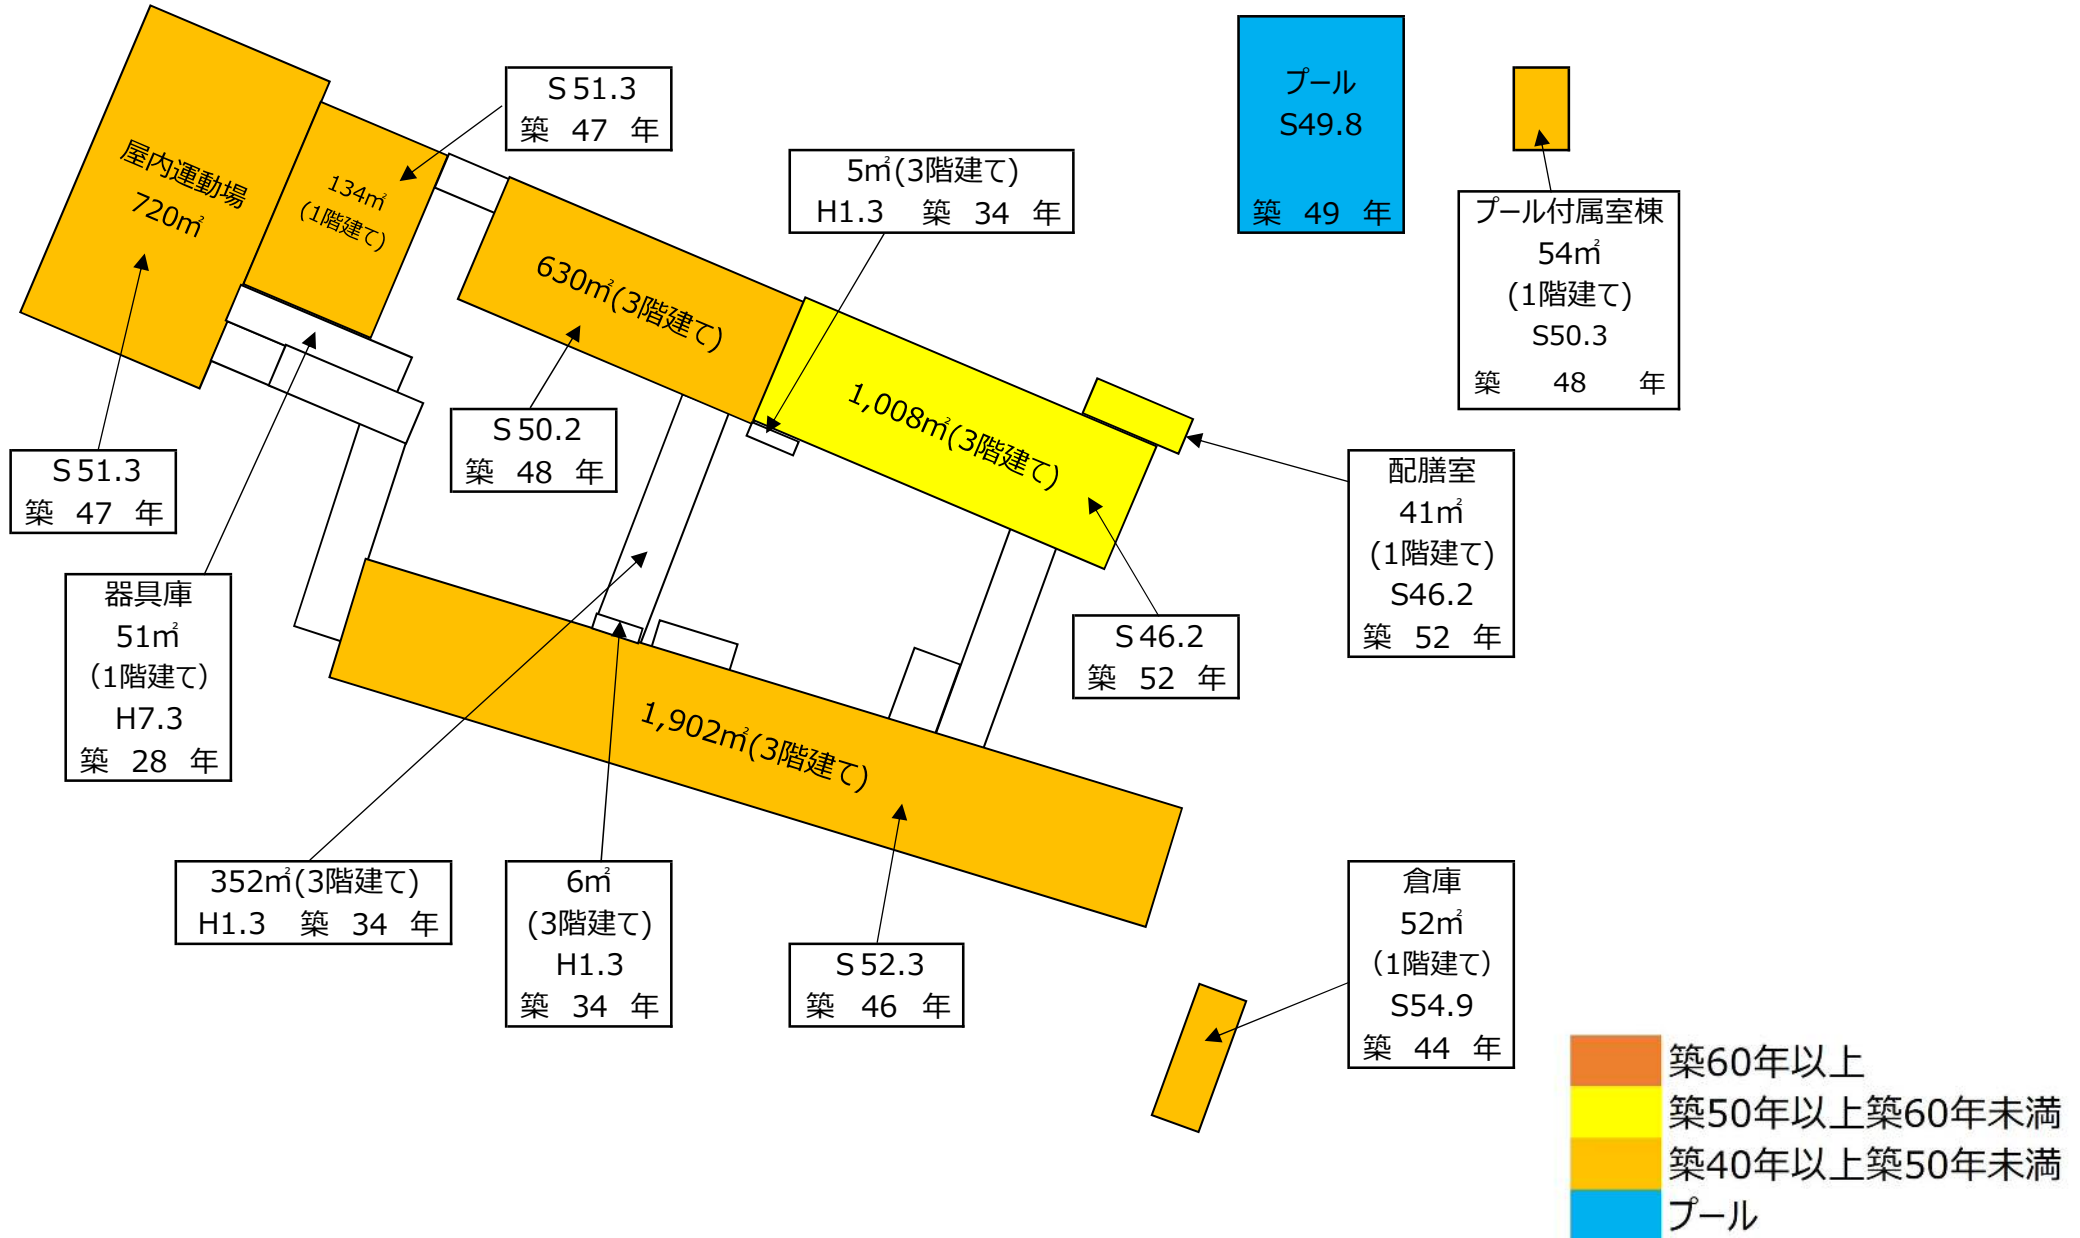 屋内運動場
720㎡
134㎡
(1階建て)
S51.3
築 47 年
630㎡(3階建て)
5㎡(3階建て)
H1.3 築 34 年
プール
S49.8
築 49 年
プール付属室棟
54㎡
(1階建て)
S50.3
築 48 年
1,008㎡(3階建て)
S50.2
築 48 年
S51.3
築 47 年
配膳室
41㎡
(1階建て)
S46.2
築 52 年
器具庫
51㎡
(1階建て)
H7.3
築 28 年
S46.2
築 52 年
1,902㎡(3階建て)
352㎡(3階建て)
H1.3 築 34 年
6㎡
(3階建て)
H1.3
築 34 年
S52.3
築 46 年
倉庫
52㎡
(1階建て)
S54.9
築 44 年
築60年以上
築50年以上築60年未満
築40年以上築50年未満
プール